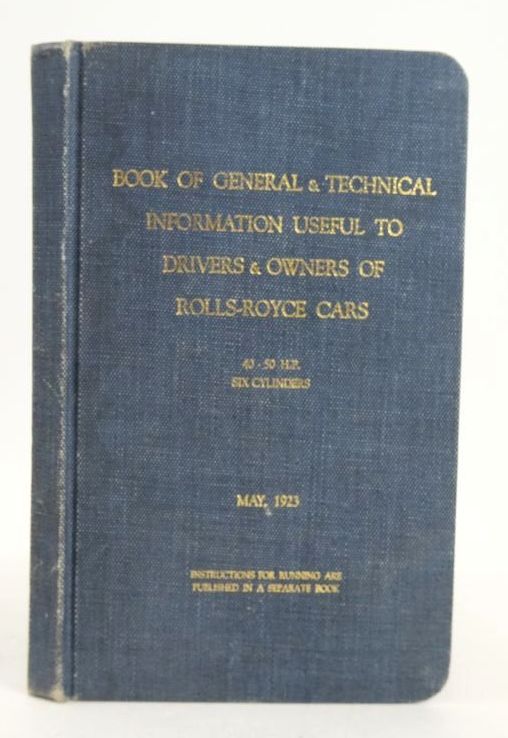 BOOK OF GENERAL & TECHNICAL
INFORMATION USEFUL TO
DRIVERS & OWNERS OF
ROLLS-ROYCE CARS
40-50 H.P.
SIX CYLINDERS
MAY, 1923
INSTRUCTIONS FOR RUNNING ARE
PUBLISHED IN A SEPARATE BOOK